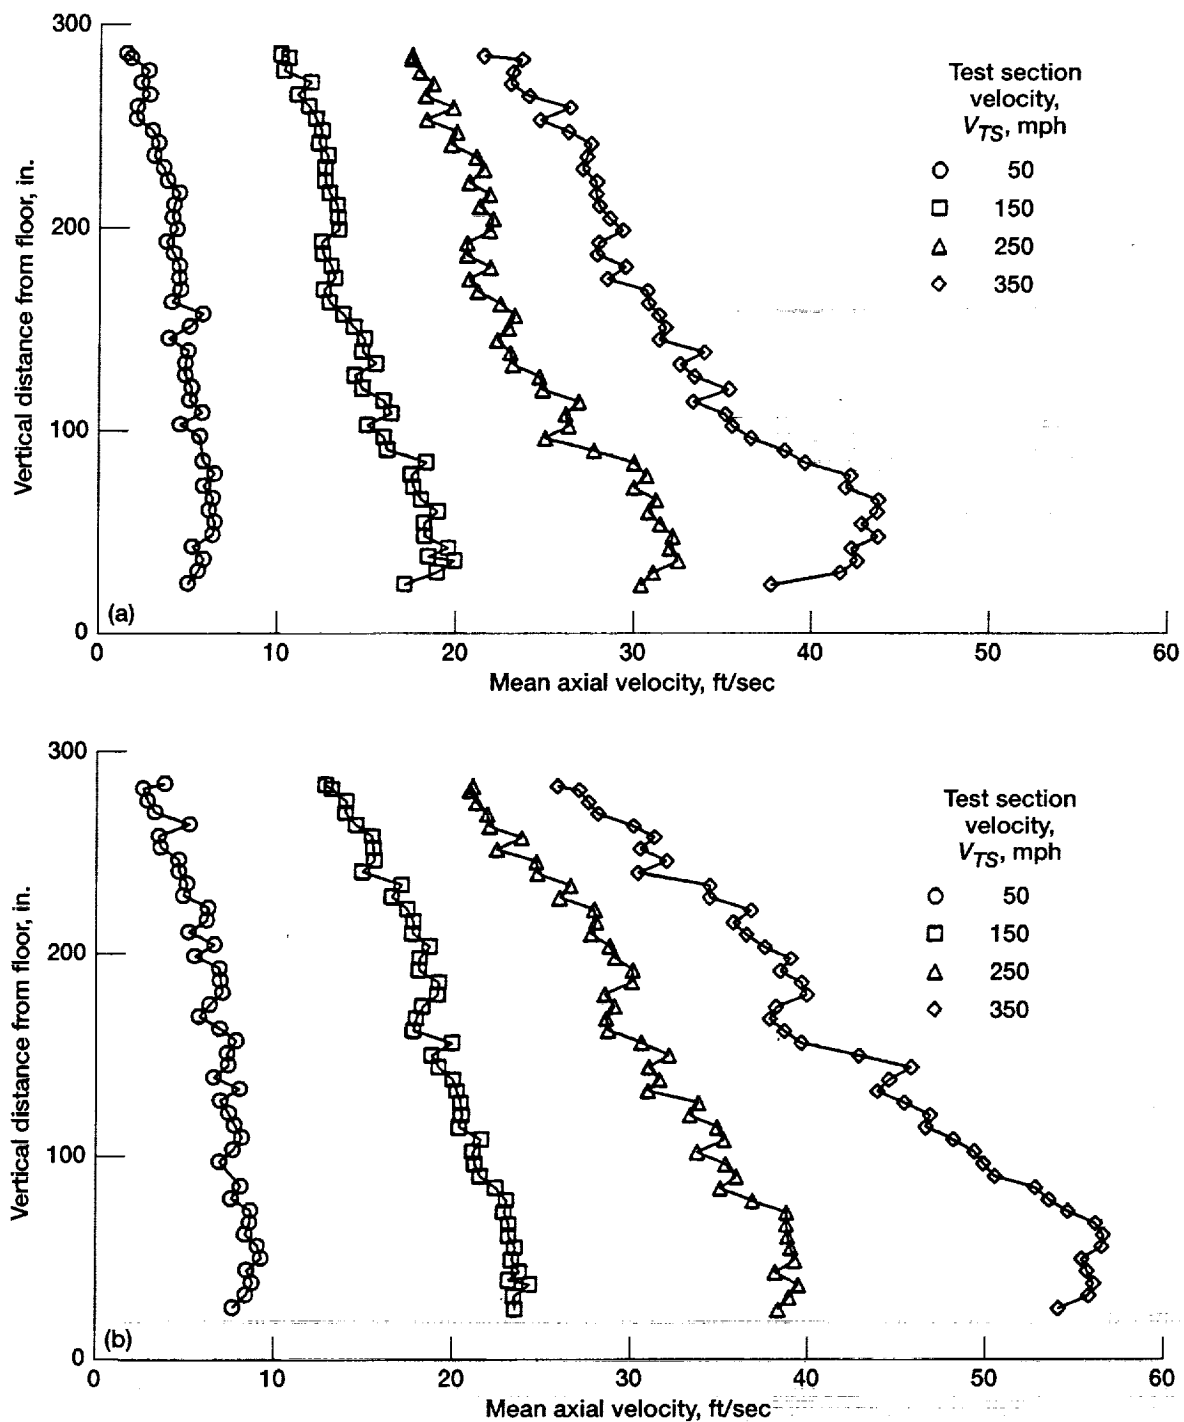 300
200
100
0
Vertical distance from floor, in.
(a)
0
10
20
30
40
50
60
Mean axial velocity, ft/sec
Test section
velocity,
V_TS, mph
50
150
250
350
300
200
100
0
Vertical distance from floor, in.
(b)
0
10
20
30
40
50
60
Mean axial velocity, ft/sec
Test section
velocity,
V_TS, mph
50
150
250
350